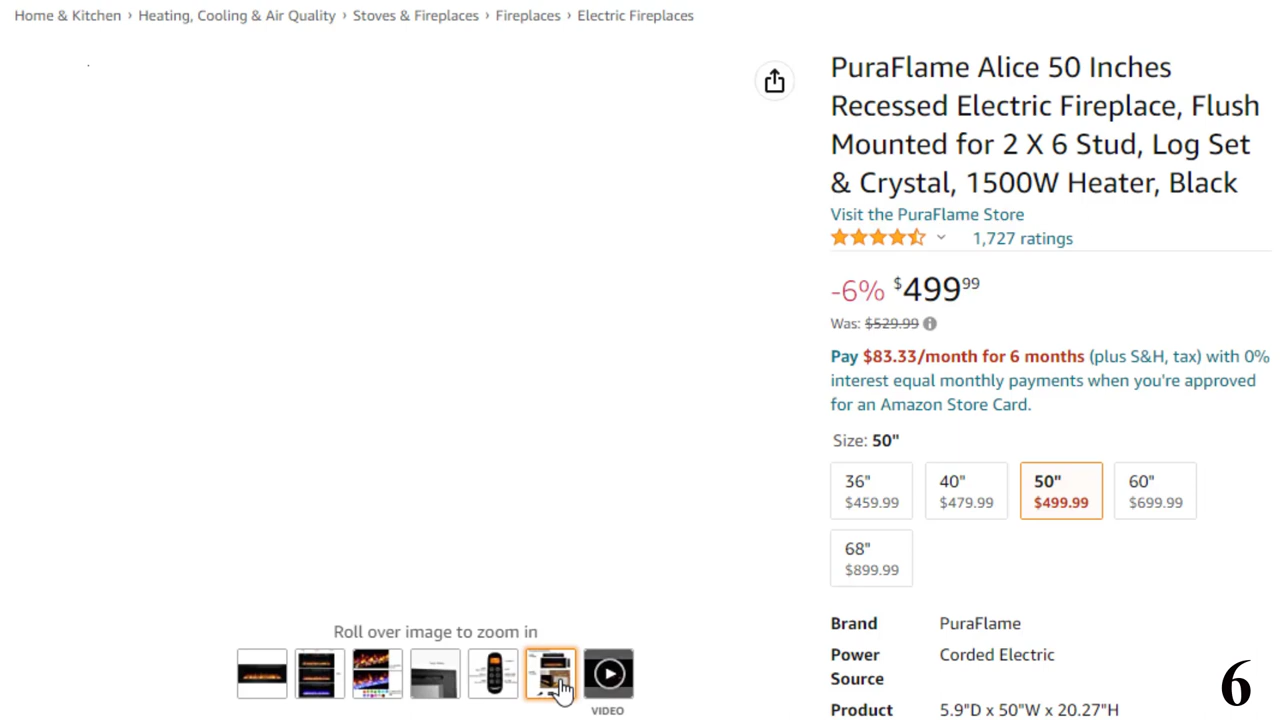 Home & Kitchen › Heating, Cooling & Air Quality › Stoves & Fireplaces › Fireplaces › Electric Fireplaces
PuraFlame Alice 50 Inches
Recessed Electric Fireplace, Flush
Mounted for 2 X 6 Stud, Log Set
& Crystal, 1500W Heater, Black
Visit the PuraFlame Store
1,727 ratings
-6% $499 99
Was: $529.99
Pay $83.33/month for 6 months (plus S&H, tax) with 0%
interest equal monthly payments when you're approved
for an Amazon Store Card.
Size: 50"
36" 40" 50" 60"
$459.99 $479.99 $499.99 $699.99
68"
$899.99
Roll over image to zoom in
VIDEO
Brand PuraFlame
Power Corded Electric
Source
Product 5.9"D x 50"W x 20.27"H
6